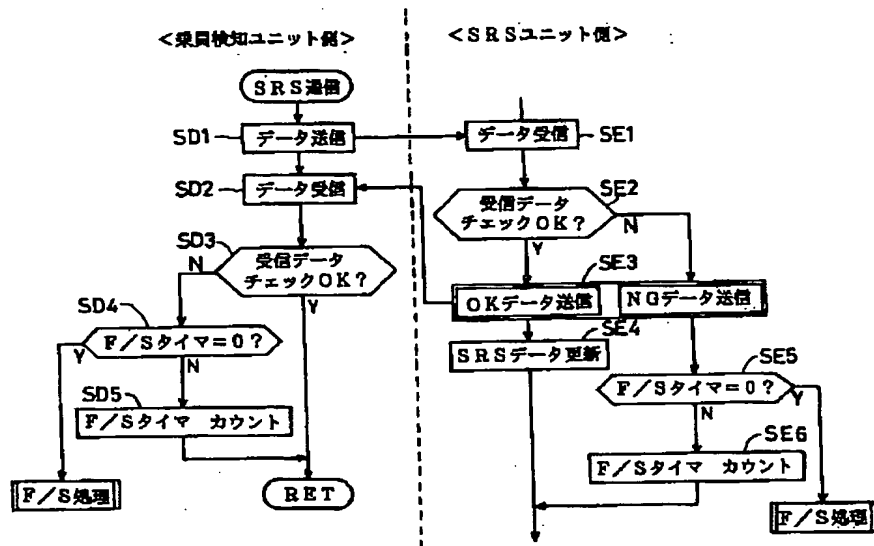 <乗員検知ユニット側>
SRS通信
SD1
データ送信
SD2
データ受信
SD3
受信データ
チェックOK?
N
Y
SD4
F/Sタイマ=0?
Y
N
SD5
F/Sタイマ カウント
F/S処理
RET
<SRSユニット側>
データ受信
SE1
SE2
受信データ
チェックOK?
N
Y
SE3
OKデータ送信
NGデータ送信
SE4
SRSデータ更新
SE5
F/Sタイマ=0?
Y
N
SE6
F/Sタイマ カウント
F/S処理